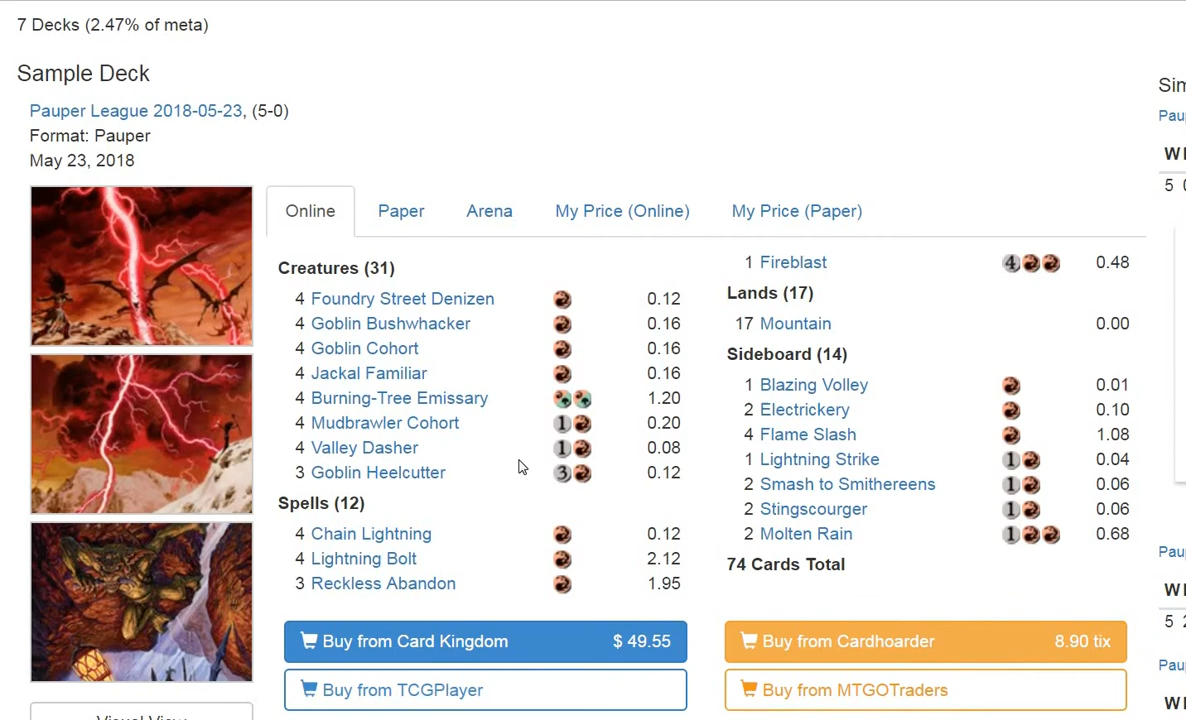 7 Decks (2.47% of meta)
Sample Deck
Pauper League 2018-05-23, (5-0)
Format: Pauper
May 23, 2018
Online Paper Arena My Price (Online) My Price (Paper)
Creatures (31)
4 Foundry Street Denizen 0.12
4 Goblin Bushwhacker 0.16
4 Goblin Cohort 0.16
4 Jackal Familiar 0.16
4 Burning-Tree Emissary 1.20
4 Mudbrawler Cohort 1 0.20
4 Valley Dasher 1 0.08
3 Goblin Heelcutter 3 0.12
Spells (12)
4 Chain Lightning 0.12
4 Lightning Bolt 2.12
3 Reckless Abandon 1.95
1 Fireblast 4 0.48
Lands (17)
17 Mountain 0.00
Sideboard (14)
1 Blazing Volley 0.01
2 Electrickery 0.10
4 Flame Slash 1.08
1 Lightning Strike 1 0.04
2 Smash to Smithereens 1 0.06
2 Stingscourger 1 0.06
2 Molten Rain 1 0.68
74 Cards Total
Buy from Card Kingdom $ 49.55
Buy from TCGPlayer
Buy from Cardhoarder 8.90 tix
Buy from MTGOTraders
Visual View
Sim
Pau
5
Pau
5
Pau